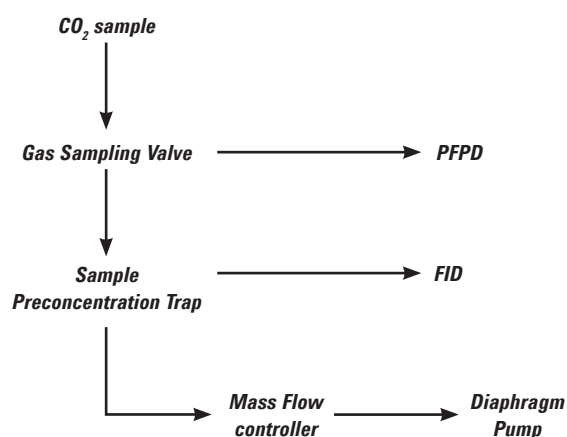 CO₂ sample
Gas Sampling Valve
PFPD
Sample
Preconcentration Trap
FID
Mass Flow
controller
Diaphragm
Pump